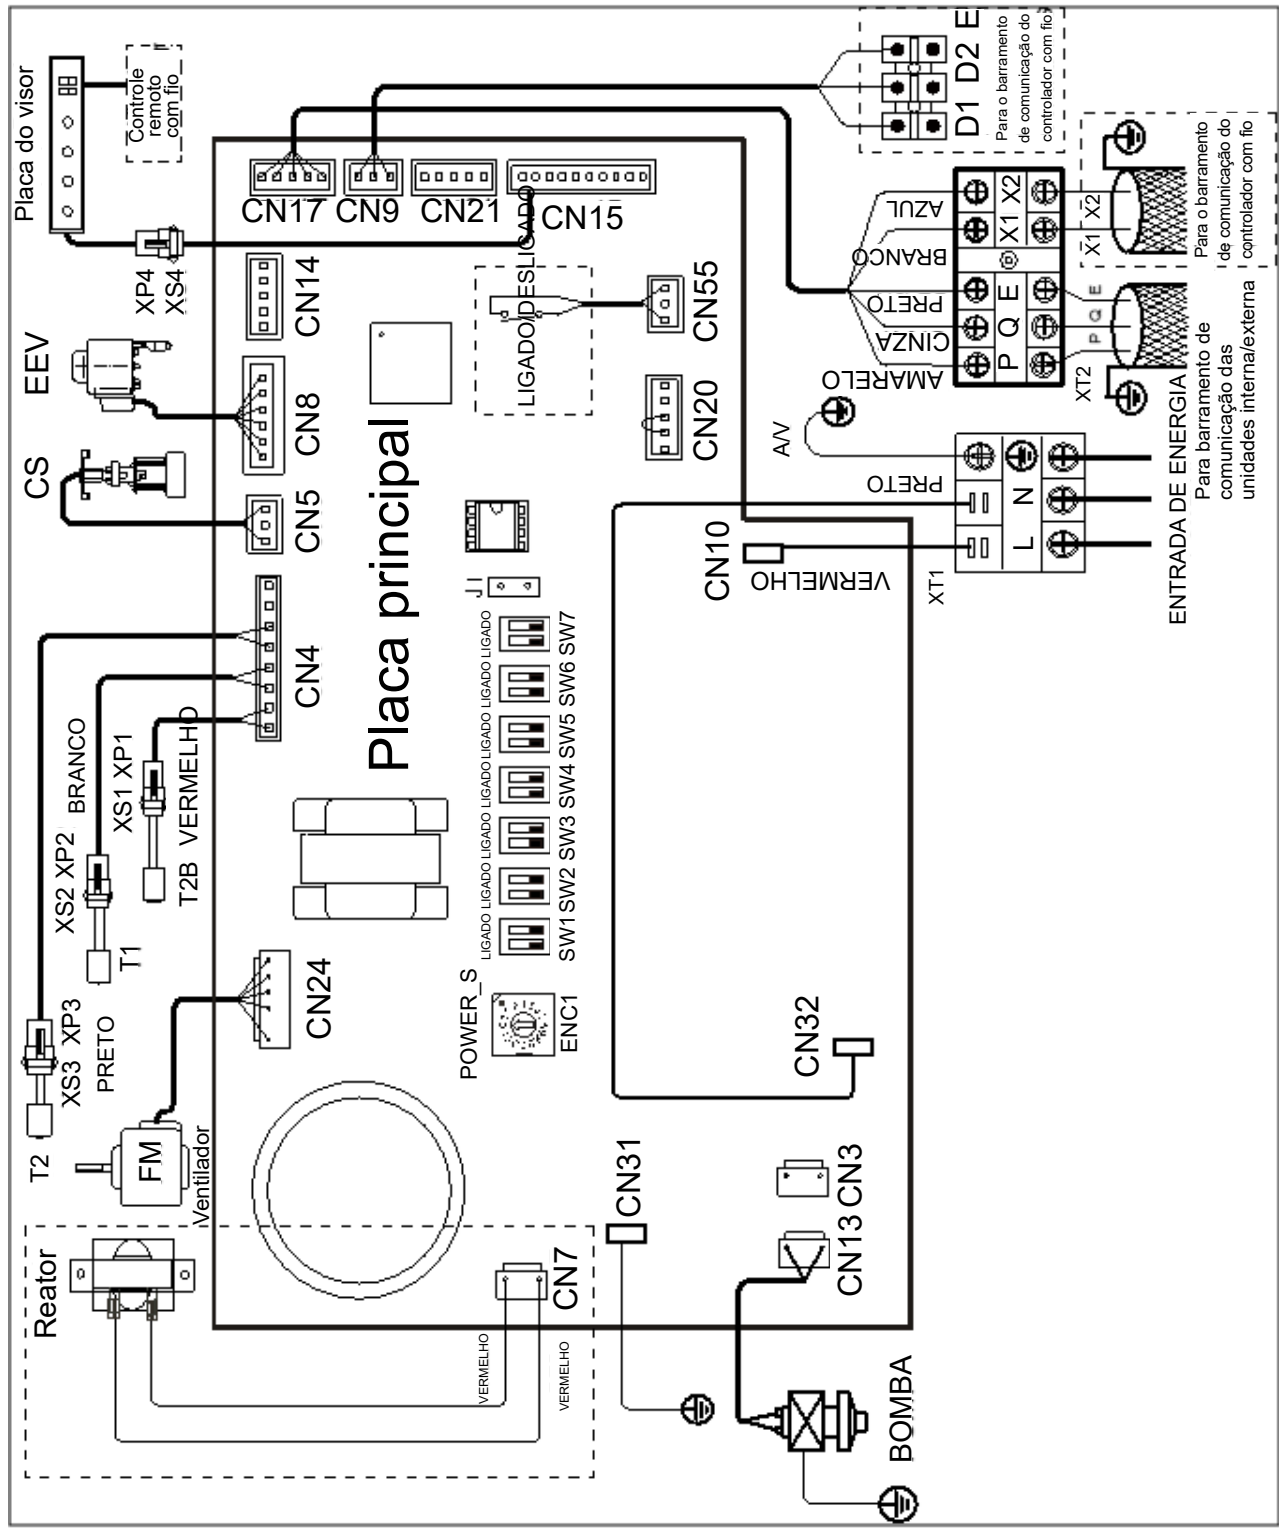 Placa do visor
Controle
remoto
com fio
XP4
XS4
EEV
CS
XS1 XP1
T2B VERMELHO
BRANCO
XS2 XP2
T1
XS3 XP3
PRETO
T2
FM
Ventilador
Reator
VERMELHO
VERMELHO
CN7
CN17
CN9
CN21
CN15
CN14
CN8
CN5
CN4
CN24
Placa principal
LIGADO/DESLIGADO
CN55
CN20
J1
LIGADO
LIGADO
LIGADO
LIGADO
LIGADO
LIGADO
LIGADO
SW1
SW2
SW3
SW4
SW5
SW6
SW7
POWER_S
ENC1
CN10
VERMELHO
CN32
CN31
CN3
CN13
BOMBA
D1 D2 E
Para o barramento
de comunicação do
controlador com fio
AZUL
BRANCO
PRETO
CINZA
AMARELO
P Q E X1 X2
XT2
X1 X2
Para o barramento
de comunicação do
controlador com fio
P Q E
Para barramento de
comunicação das
unidades interna/externa
A/V
PRETO
L N
XT1
ENTRADA DE ENERGIA